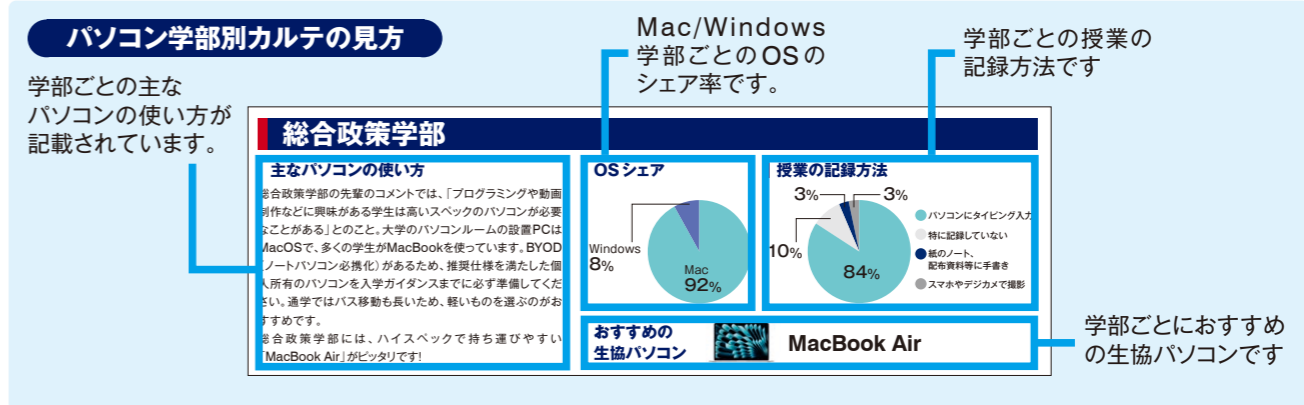 パソコン学部別カルテの見方
学部ごとの主な
パソコンの使い方が
記載されています。
Mac/Windows
学部ごとのOSの
シェア率です。
学部ごとの授業の
記録方法です
総合政策学部
主なパソコンの使い方
総合政策学部の先輩のコメントでは、「プログラミングや動画
制作などに興味がある学生は高いスペックのパソコンが必要
なことがある」とのこと。大学のパソコンルームの設置PCは
MacOSで、多くの学生がMacBookを使っています。BYOD
(ノートパソコン必携化)があるため、推奨仕様を満たした個
人所有のパソコンを入学ガイダンスまでに必ず準備してくだ
さい。通学ではバス移動も長いため、軽いものを選ぶのがお
すすめです。
総合政策学部には、ハイスペックで持ち運びやすい
「MacBook Air」がピッタリです!
OSシェア
Windows
8%
Mac
92%
授業の記録方法
3%
3%
10%
84%
パソコンにタイピング入力
特に記録していない
紙のノート、
配布資料等に手書き
スマホやデジカメで撮影
おすすめの
生協パソコン
MacBook Air
学部ごとにおすすめ
の生協パソコンです